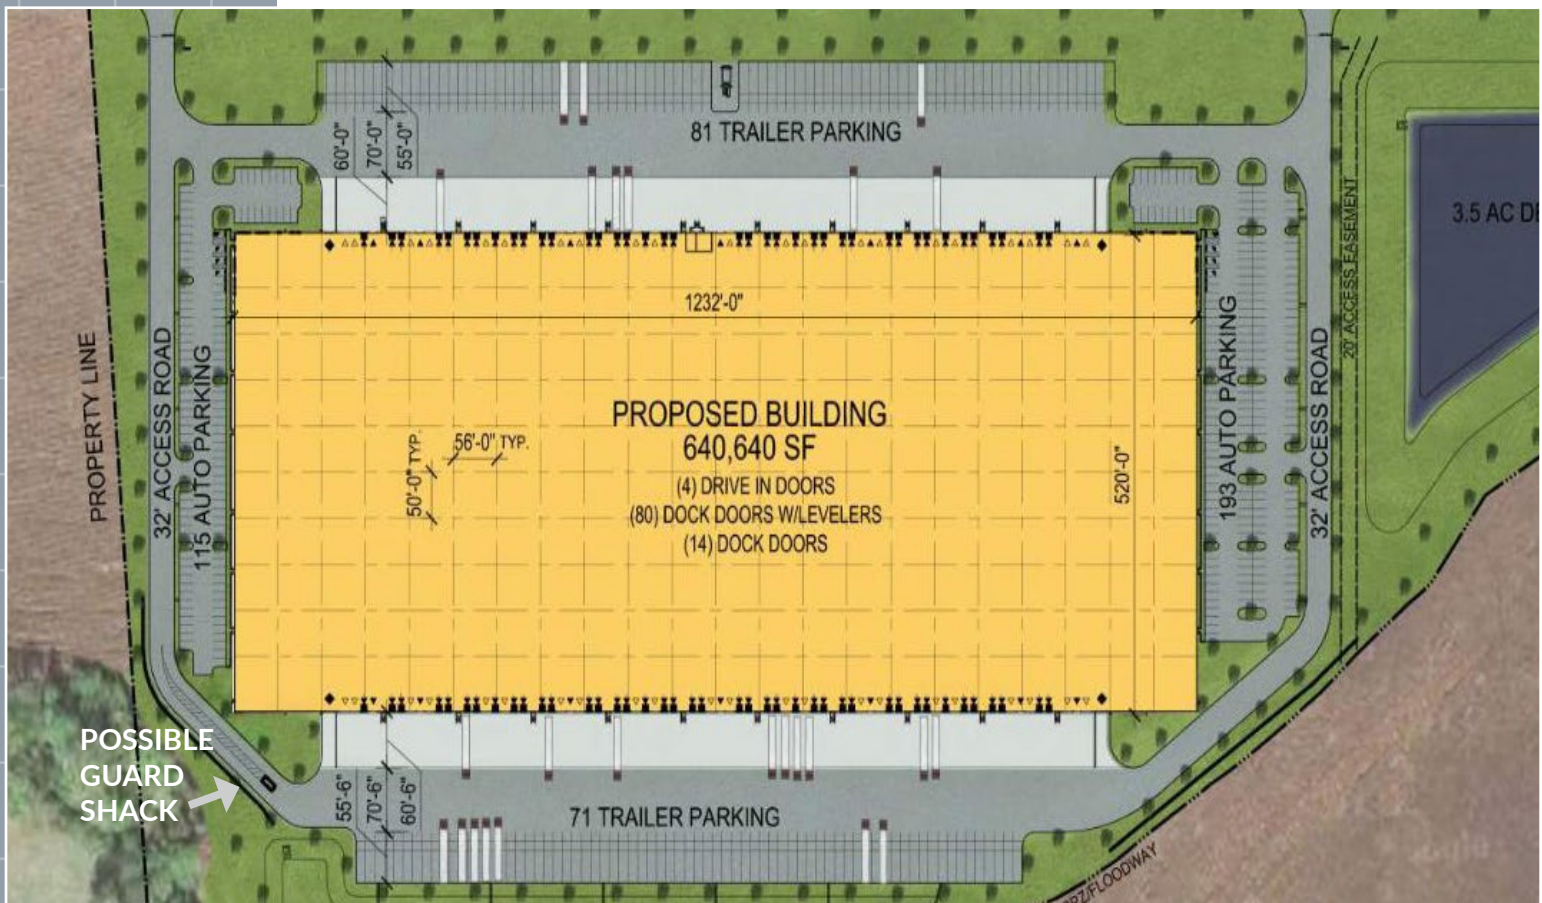 81 TRAILER PARKING
60'-0"
70'-0"
55'-0"
3.5 AC
20' ACCESS EASEMENT
1232'-0"
PROPERTY LINE
32' ACCESS ROAD
115 AUTO PARKING
PROPOSED BUILDING
640,640 SF
(4) DRIVE IN DOORS
(80) DOCK DOORS W/LEVELERS
(14) DOCK DOORS
56'-0" TYP.
50'-0" TYP.
520'-0"
193 AUTO PARKING
32' ACCESS ROAD
POSSIBLE
GUARD
SHACK
55'-6"
70'-6"
60'-6"
71 TRAILER PARKING
/FLOODWAY